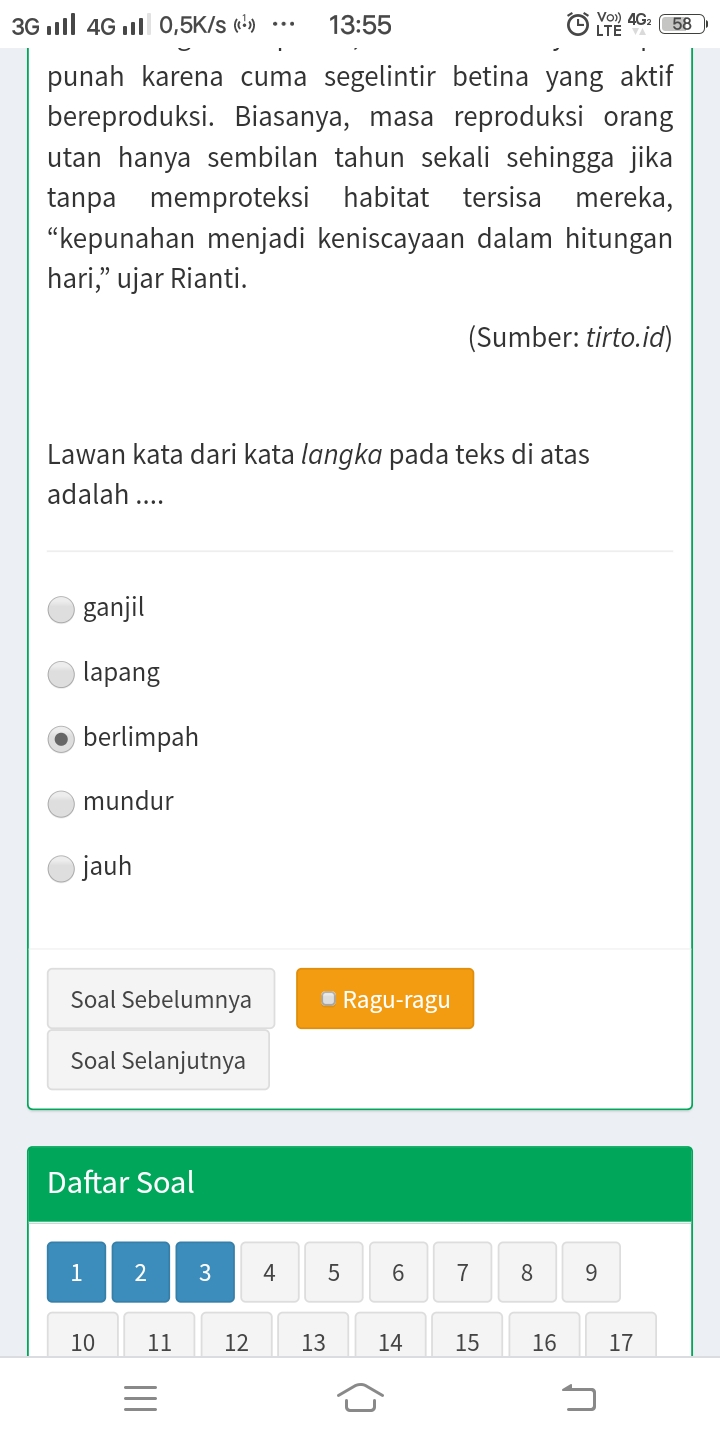 3G 4G 0,5K/s ... 13:55 Vo)) LTE 4G2 58
punah karena cuma segelintir betina yang aktif
bereproduksi. Biasanya, masa reproduksi orang
utan hanya sembilan tahun sekali sehingga jika
tanpa memproteksi habitat tersisa mereka,
“kepunahan menjadi keniscayaan dalam hitungan
hari,” ujar Rianti.
(Sumber: tirto.id)
Lawan kata dari kata langka pada teks di atas
adalah ....
ganjil
lapang
berlimpah
mundur
jauh
Soal Sebelumnya
Ragu-ragu
Soal Selanjutnya
Daftar Soal
1 2 3 4 5 6 7 8 9
10 11 12 13 14 15 16 17